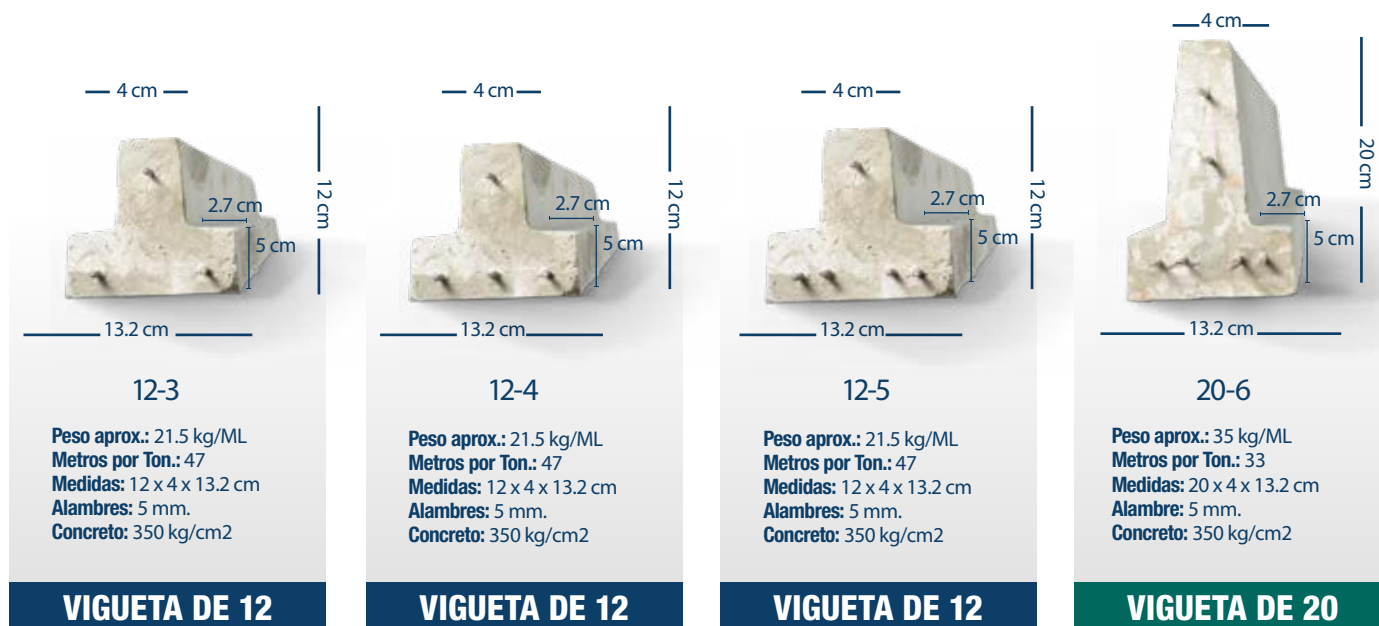 4 cm
12 cm
2.7 cm
5 cm
13.2 cm
12-3
Peso aprox.: 21.5 kg/ML
Metros por Ton.: 47
Medidas: 12 x 4 x 13.2 cm
Alambres: 5 mm.
Concreto: 350 kg/cm2
VIGUETA DE 12
4 cm
12 cm
2.7 cm
5 cm
13.2 cm
12-4
Peso aprox.: 21.5 kg/ML
Metros por Ton.: 47
Medidas: 12 x 4 x 13.2 cm
Alambres: 5 mm.
Concreto: 350 kg/cm2
VIGUETA DE 12
4 cm
12 cm
2.7 cm
5 cm
13.2 cm
12-5
Peso aprox.: 21.5 kg/ML
Metros por Ton.: 47
Medidas: 12 x 4 x 13.2 cm
Alambres: 5 mm.
Concreto: 350 kg/cm2
VIGUETA DE 12
4 cm
20 cm
2.7 cm
5 cm
13.2 cm
20-6
Peso aprox.: 35 kg/ML
Metros por Ton.: 33
Medidas: 20 x 4 x 13.2 cm
Alambre: 5 mm.
Concreto: 350 kg/cm2
VIGUETA DE 20